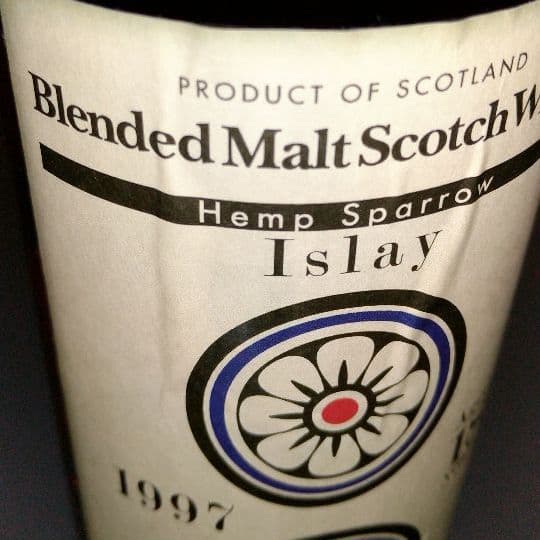 PRODUCT OF SCOTLAND
Blended Malt Scotch
Hemp Sparrow
Islay
1997